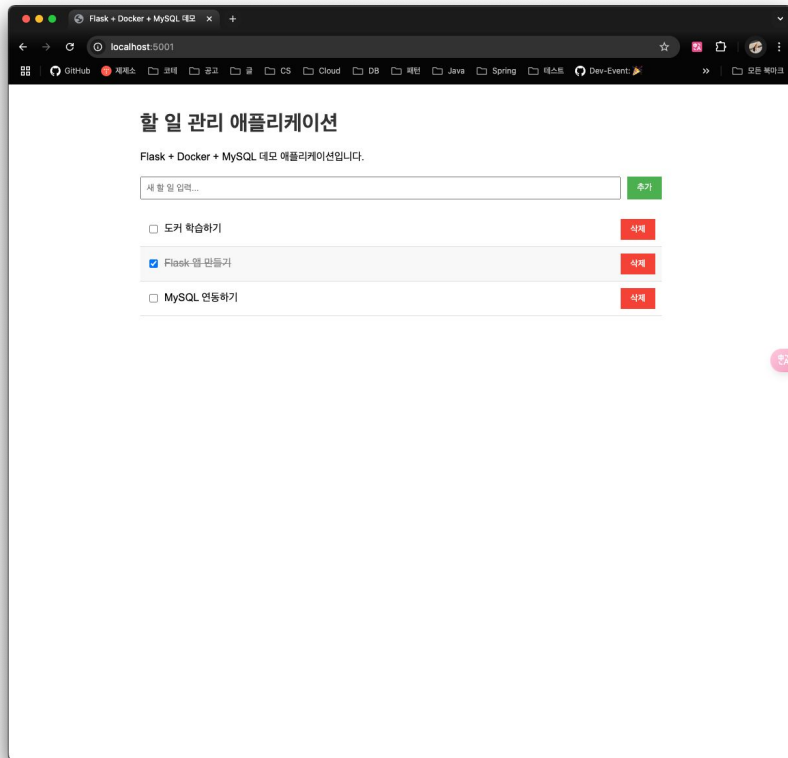 Flask + Docker + MySQL 데모
localhost:5001
GitHub 제제소 코테 공고 글 CS Cloud DB 패턴 Java Spring 테스트 Dev-Event:🎉 모든 북마크
할 일 관리 애플리케이션
Flask + Docker + MySQL 데모 애플리케이션입니다.
새 할 일 입력... 추가
도커 학습하기 삭제
Flask 앱 만들기 삭제
MySQL 연동하기 삭제